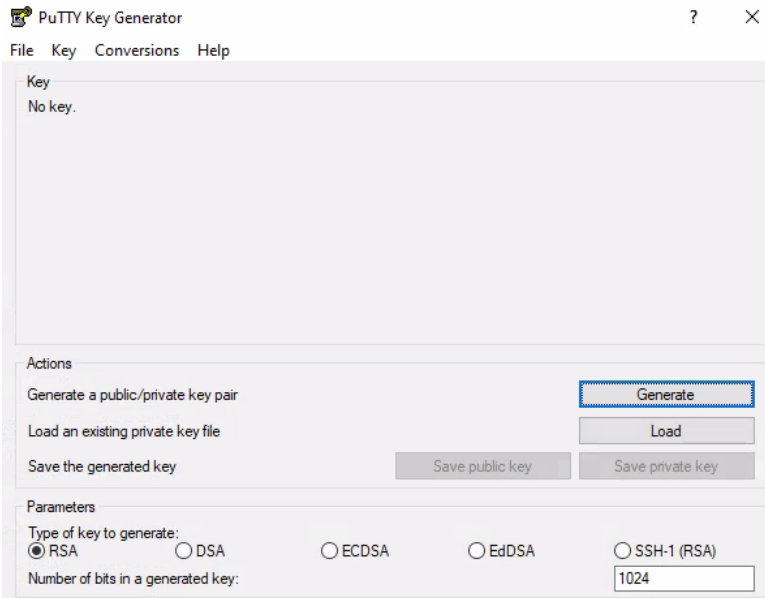 PuTTY Key Generator ?
File Key Conversions Help
Key
No key.
Actions
Generate a public/private key pair Generate
Load an existing private key file Load
Save the generated key Save public key Save private key
Parameters
Type of key to generate:
RSA DSA ECDSA EdDSA SSH-1 (RSA)
Number of bits in a generated key: 1024